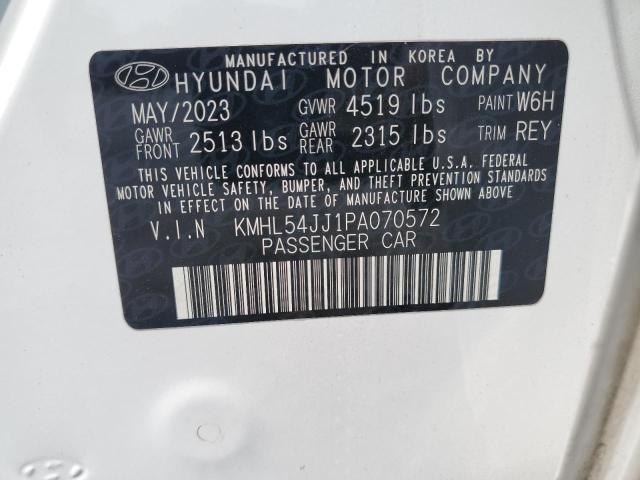 MANUFACTURED IN KOREA BY
HYUNDAI MOTOR COMPANY
MAY/2023 GVWR 4519 lbs PAINT W6H
GAWR FRONT 2513 lbs GAWR REAR 2315 lbs TRIM REY
THIS VEHICLE CONFORMS TO ALL APPLICABLE U.S.A. FEDERAL
MOTOR VEHICLE SAFETY, BUMPER, AND THEFT PREVENTION STANDARDS
IN EFFECT ON THE DATE OF MANUFACTURE SHOWN ABOVE.
V.I.N KMHL54JJ1PA070572
PASSENGER CAR